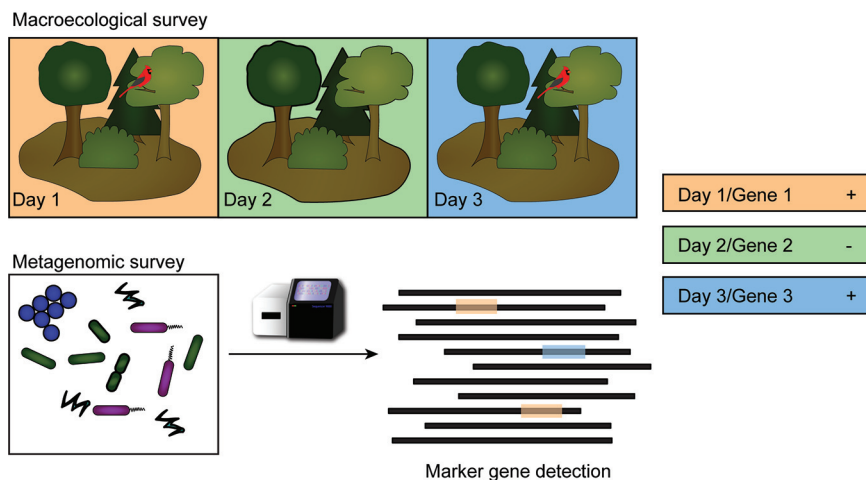 Macroecological survey
Day 1
Day 2
Day 3
Day 1/Gene 1 +
Day 2/Gene 2 -
Day 3/Gene 3 +
Metagenomic survey
Marker gene detection